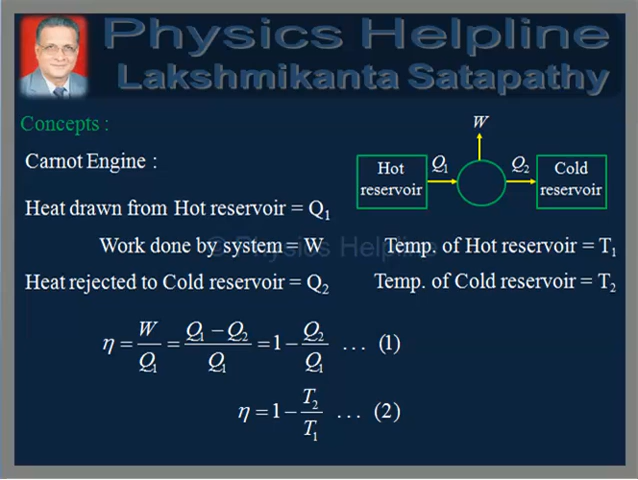 Physics Helpline
Lakshmikanta Satapathy
Concepts :
Carnot Engine :
W
Hot reservoir
Q₁
Q₂
Cold reservoir
Heat drawn from Hot reservoir = Q₁
Work done by system = W
Temp. of Hot reservoir = T₁
© Physics Helpline
Heat rejected to Cold reservoir = Q₂
Temp. of Cold reservoir = T₂
η = W/Q₁ = (Q₁ − Q₂)/Q₁ = 1 − Q₂/Q₁ ... (1)
η = 1 − T₂/T₁ ... (2)